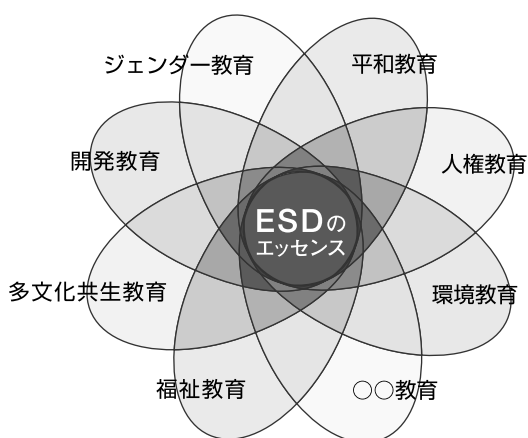 ジェンダー教育
平和教育
開発教育
人権教育
ESDの
エッセンス
多文化共生教育
環境教育
福祉教育
○○教育